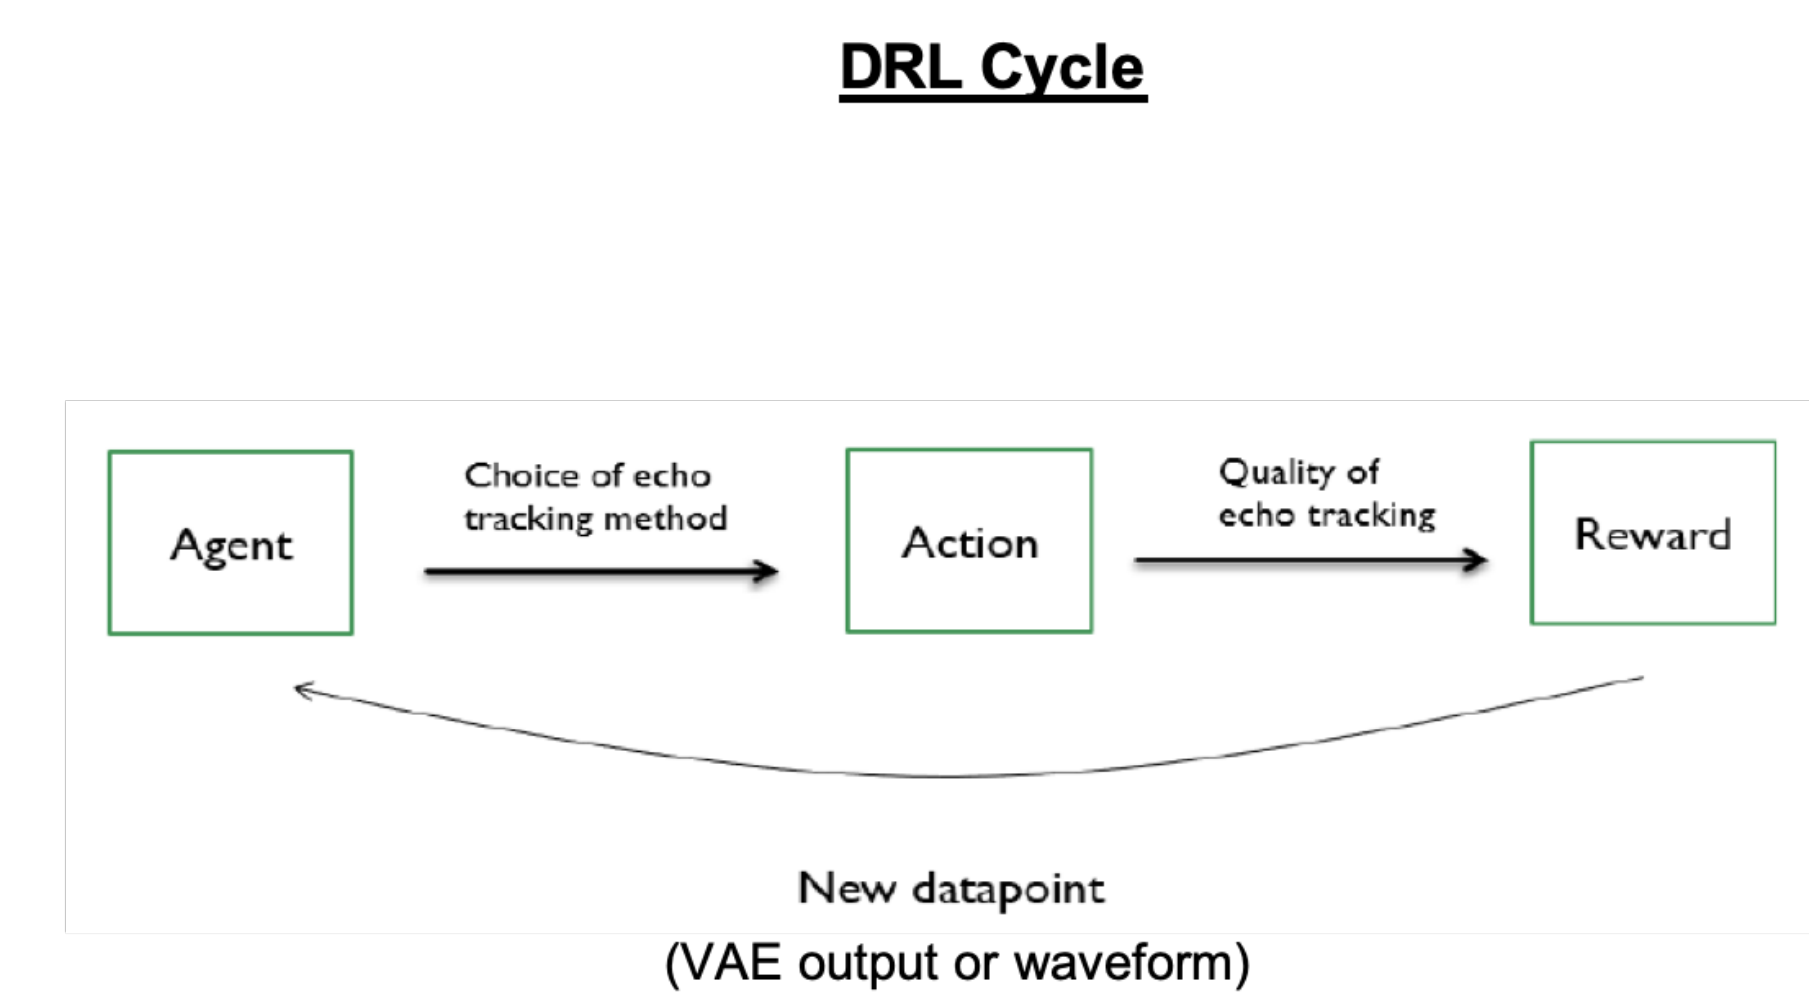 DRL Cycle
Agent
Choice of echo
tracking method
Action
Quality of
echo tracking
Reward
New datapoint
(VAE output or waveform)